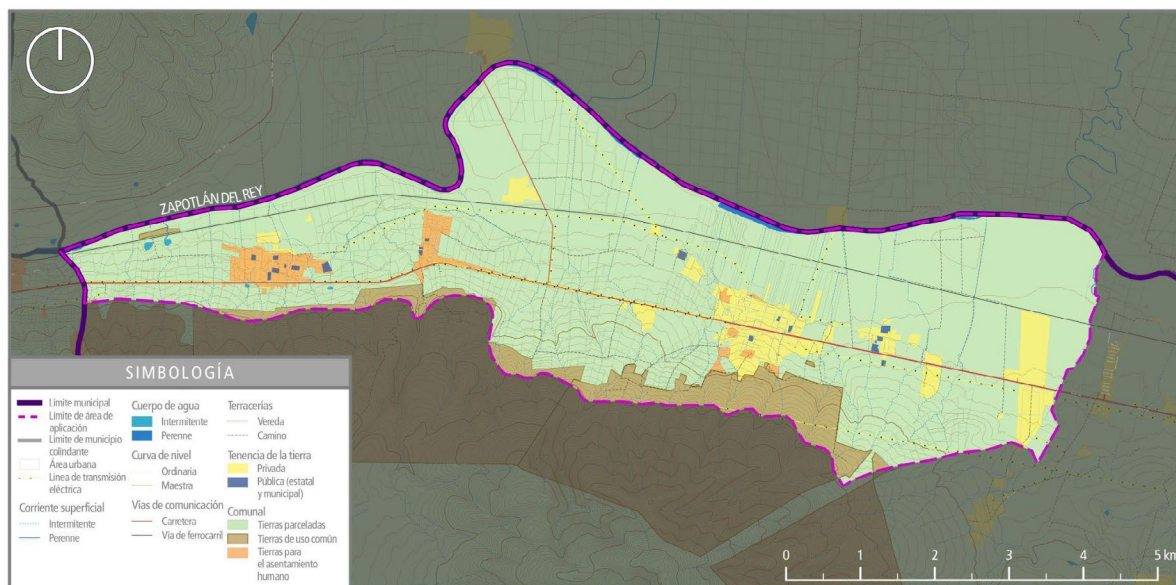 ZAPOTLÁN DEL REY
SIMBOLOGÍA
Límite municipal
Límite de área de
aplicación
Límite de municipio
colindante
Área urbana
Linea de transmisión
eléctrica
Corriente superficial
Intermitente
Perenne
Cuerpo de agua
Intermitente
Perenne
Curva de nivel
Ordinaria
Maestra
Vías de comunicación
Carretera
Vía de ferrocarril
Terracerías
Vereda
Camino
Tenencia de la tierra
Privada
Pública (estatal
y municipal)
Comunal
Tierras parceladas
Tierras de uso común
Tierras para
el asentamiento
humano
0 1 2 3 4 5 km